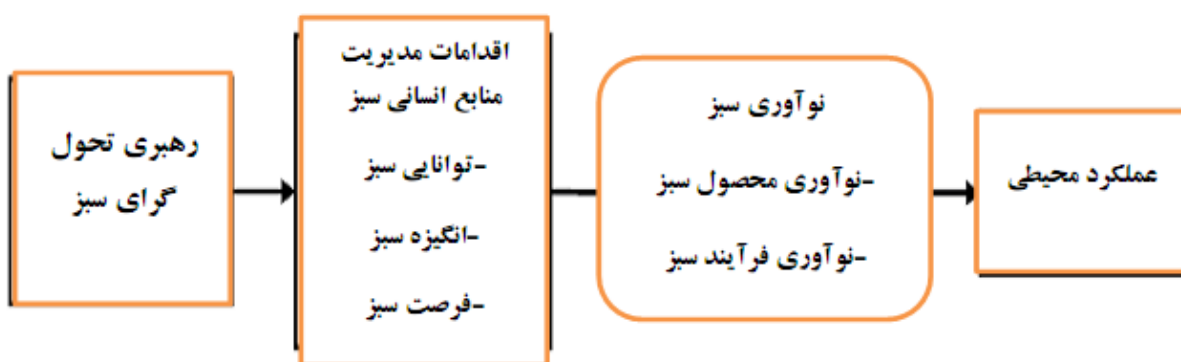 رهبری تحول
گرای سبز
اقدامات مدیریت
منابع انسانی سبز
-توانایی سبز
-انگیزه سبز
-فرصت سبز
نوآوری سبز
-نوآوری محصول سبز
-نوآوری فرآیند سبز
عملکرد محیطی